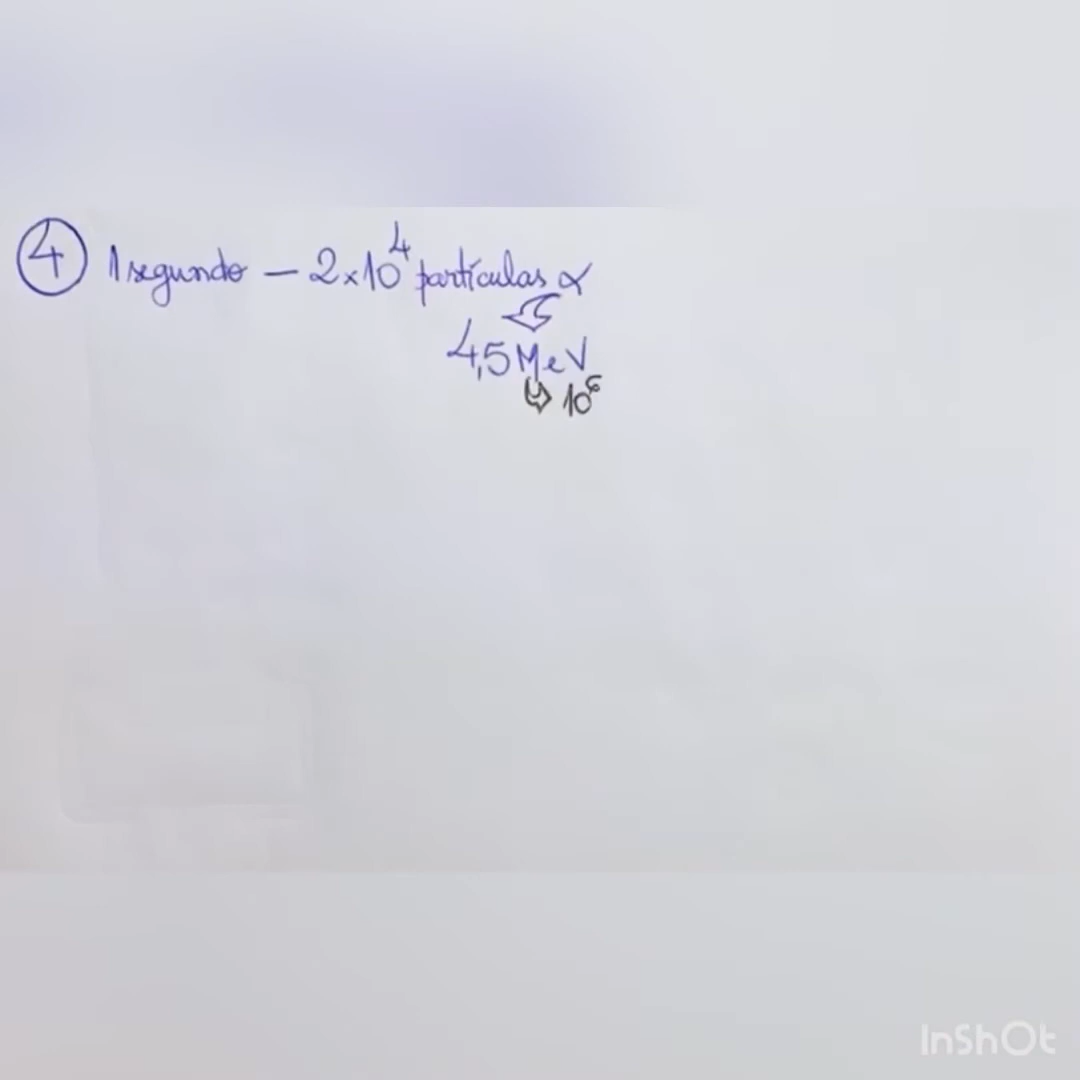 4 1 segundo – 2×10⁴ partículas α
4,5 MeV
10⁶
InShOt